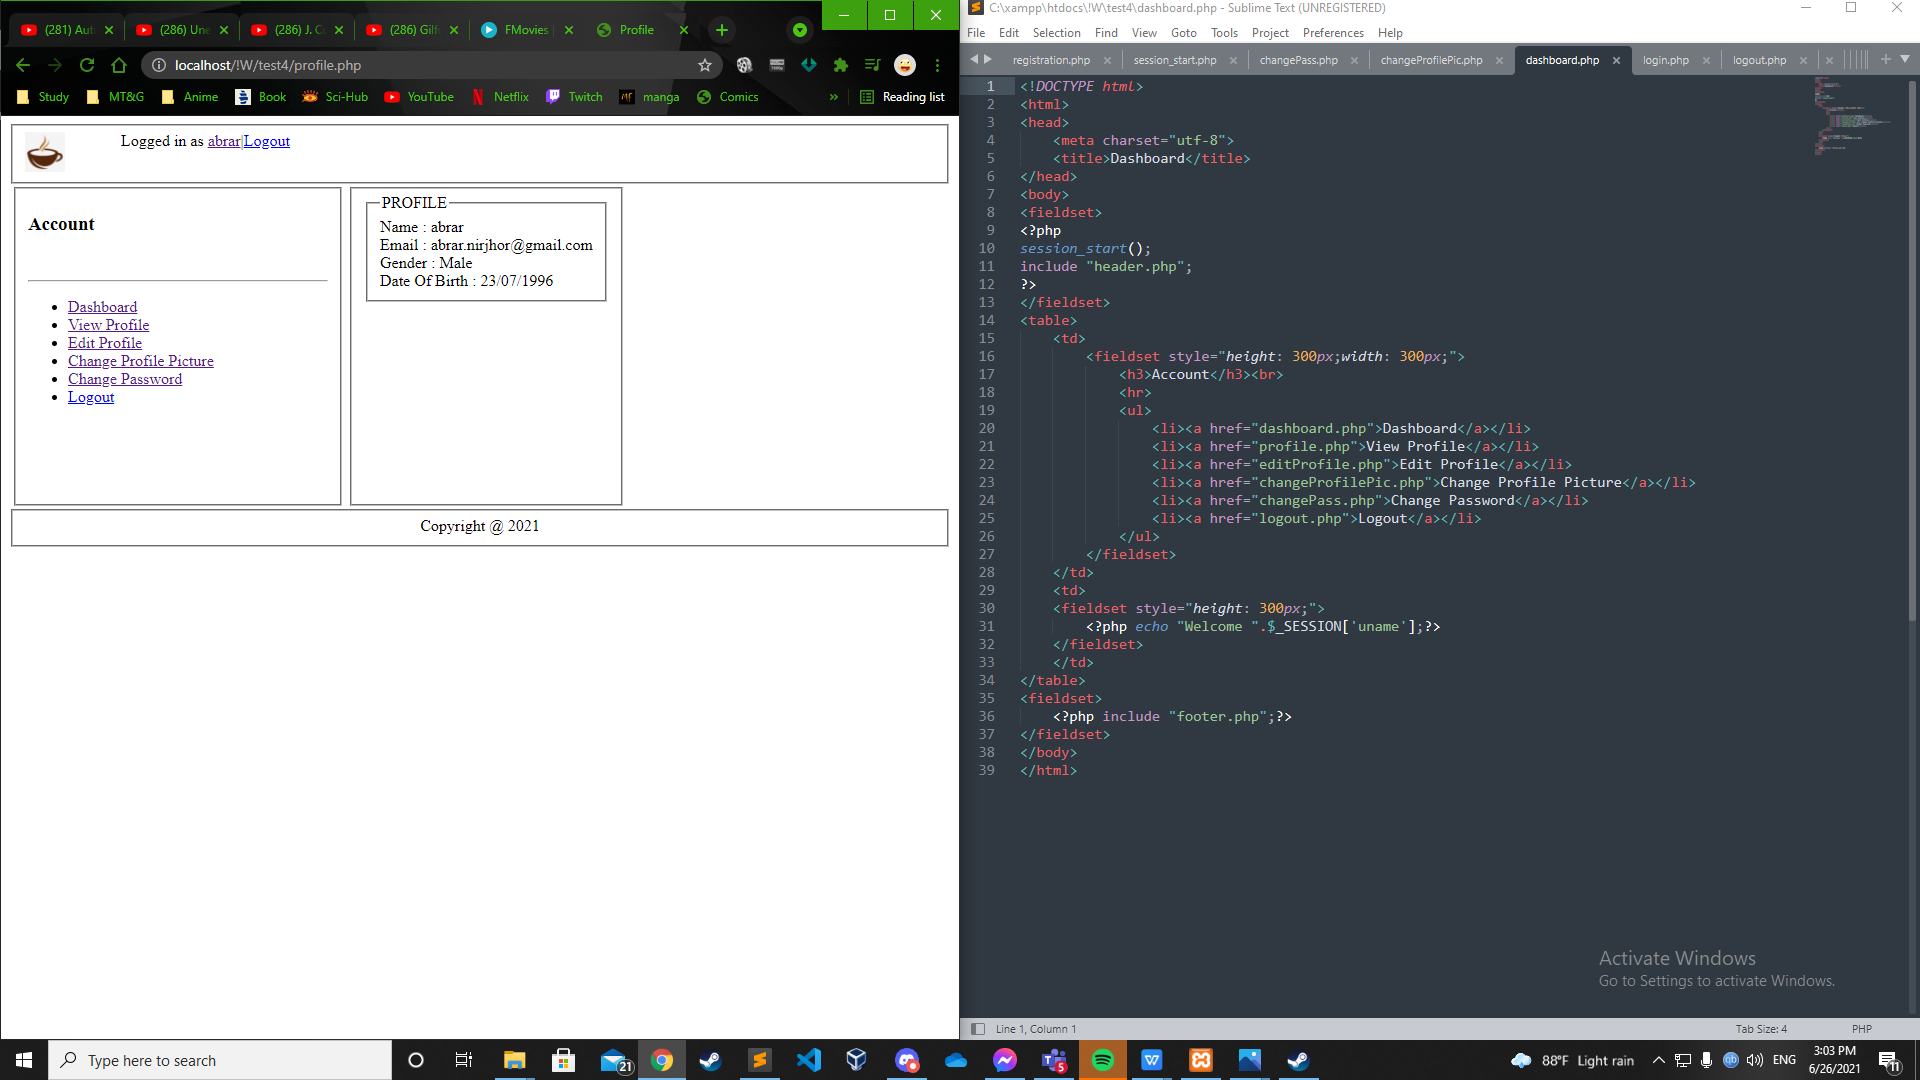 (281) Aut
(286) Une
(286) J. Co
(286) Gilf
FMovies
Profile
localhost/!W/test4/profile.php
Study
MT&G
Anime
Book
Sci-Hub
YouTube
Netflix
Twitch
manga
Comics
»
Reading list
Logged in as abrar|Logout
Account
Dashboard
View Profile
Edit Profile
Change Profile Picture
Change Password
Logout
PROFILE
Name : abrar
Email : abrar.nirjhor@gmail.com
Gender : Male
Date Of Birth : 23/07/1996
Copyright @ 2021
C:\xampp\htdocs\!W\test4\dashboard.php - Sublime Text (UNREGISTERED)
File Edit Selection Find View Goto Tools Project Preferences Help
registration.php session_start.php changePass.php changeProfilePic.php dashboard.php login.php logout.php
1 <!DOCTYPE html>
2 <html>
3 <head>
4 <meta charset="utf-8">
5 <title>Dashboard</title>
6 </head>
7 <body>
8 <fieldset>
9 <?php
10 session_start();
11 include "header.php";
12 ?>
13 </fieldset>
14 <table>
15 <td>
16 <fieldset style="height: 300px;width: 300px;">
17 <h3>Account</h3><br>
18 <hr>
19 <ul>
20 <li><a href="dashboard.php">Dashboard</a></li>
21 <li><a href="profile.php">View Profile</a></li>
22 <li><a href="editProfile.php">Edit Profile</a></li>
23 <li><a href="changeProfilePic.php">Change Profile Picture</a></li>
24 <li><a href="changePass.php">Change Password</a></li>
25 <li><a href="logout.php">Logout</a></li>
26 </ul>
27 </fieldset>
28 </td>
29 <td>
30 <fieldset style="height: 300px;">
31 <?php echo "Welcome ".$_SESSION['uname'];?>
32 </fieldset>
33 </td>
34 </table>
35 <fieldset>
36 <?php include "footer.php";?>
37 </fieldset>
38 </body>
39 </html>
Activate Windows
Go to Settings to activate Windows.
Line 1, Column 1
Tab Size: 4
PHP
Type here to search
21
5
88°F Light rain
ENG
3:03 PM
6/26/2021
11